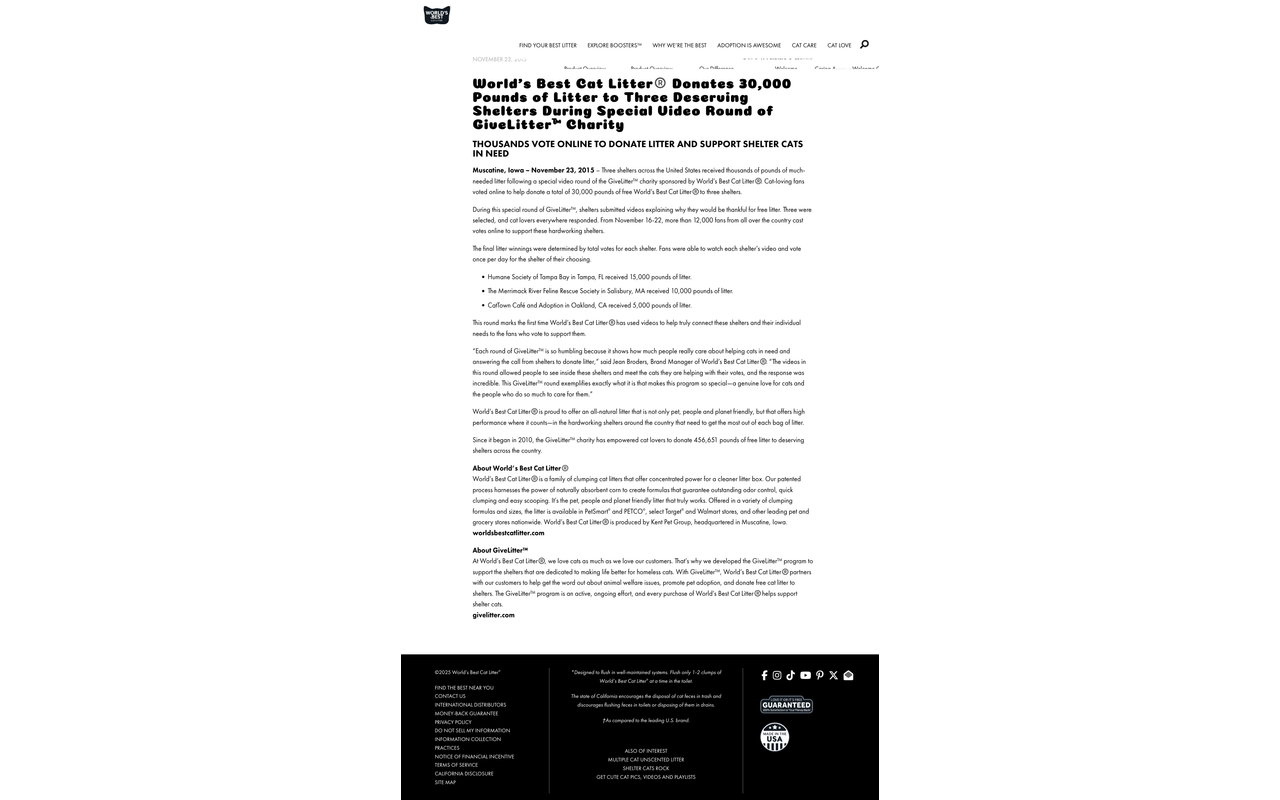 WORLD'S
BEST
FIND YOUR BEST LITTER EXPLORE BOOSTERS™ WHY WE'RE THE BEST ADOPTION IS AWESOME CAT CARE CAT LOVE
NOVEMBER 23, 2015
Product Overview Product Overview Our Difference Welcome
World's Best Cat Litter® Donates 30,000
Pounds of Litter to Three Deserving
Shelters During Special Video Round of
GiveLitter™ Charity
THOUSANDS VOTE ONLINE TO DONATE LITTER AND SUPPORT SHELTER CATS
IN NEED
Muscatine, Iowa – November 23, 2015 – Three shelters across the United States received thousands of pounds of much-
needed litter following a special video round of the GiveLitter™ charity sponsored by World's Best Cat Litter®. Cat-loving fans
voted online to help donate a total of 30,000 pounds of free World's Best Cat Litter® to three shelters.
During this special round of GiveLitter™, shelters submitted videos explaining why they would be thankful for free litter. Three were
selected, and cat lovers everywhere responded. From November 16-22, more than 12,000 fans from all over the country cast
votes online to support these hardworking shelters.
The final litter winnings were determined by total votes for each shelter. Fans were able to watch each shelter's video and vote
once per day for the shelter of their choosing.
• Humane Society of Tampa Bay in Tampa, FL received 15,000 pounds of litter.
• The Merrimack River Feline Rescue Society in Salisbury, MA received 10,000 pounds of litter.
• CatTown Café and Adoption in Oakland, CA received 5,000 pounds of litter.
This round marks the first time World's Best Cat Litter® has used videos to help truly connect these shelters and their individual
needs to the fans who vote to support them.
"Each round of GiveLitter™ is so humbling because it shows how much people really care about helping cats in need and
answering the call from shelters to donate litter," said Jean Broders, Brand Manager of World's Best Cat Litter®. "The videos in
this round allowed people to see inside these shelters and meet the cats they are helping with their votes, and the response was
incredible. This GiveLitter™ round exemplifies exactly what it is that makes this program so special—a genuine love for cats and
the people who do so much to care for them."
World's Best Cat Litter® is proud to offer an all-natural litter that is not only pet, people and planet friendly, but that offers high
performance where it counts—in the hardworking shelters around the country that need to get the most out of each bag of litter.
Since it began in 2010, the GiveLitter™ charity has empowered cat lovers to donate 456,651 pounds of free litter to deserving
shelters across the country.
About World's Best Cat Litter®
World's Best Cat Litter® is a family of clumping cat litters that offer concentrated power for a cleaner litter box. Our patented
process harnesses the power of naturally absorbent corn to create formulas that guarantee outstanding odor control, quick
clumping and easy scooping. It's the pet, people and planet friendly litter that truly works. Offered in a variety of clumping
formulas and sizes, the litter is available in PetSmart® and PETCO®, select Target® and Walmart stores, and other leading pet and
grocery stores nationwide. World's Best Cat Litter® is produced by Kent Pet Group, headquartered in Muscatine, Iowa.
worldsbestcatlitter.com
About GiveLitter™
At World's Best Cat Litter®, we love cats as much as we love our customers. That's why we developed the GiveLitter™ program to
support the shelters that are dedicated to making life better for homeless cats. With GiveLitter™, World's Best Cat Litter® partners
with our customers to help get the word out about animal welfare issues, promote pet adoption, and donate free cat litter to
shelters. The GiveLitter™ program is an active, ongoing effort, and every purchase of World's Best Cat Litter® helps support
shelter cats.
givelitter.com
©2025 World's Best Cat Litter®
FIND THE BEST NEAR YOU
CONTACT US
INTERNATIONAL DISTRIBUTORS
MONEY-BACK GUARANTEE
PRIVACY POLICY
DO NOT SELL MY INFORMATION
INFORMATION COLLECTION
PRACTICES
NOTICE OF FINANCIAL INCENTIVE
TERMS OF SERVICE
CALIFORNIA DISCLOSURE
SITE MAP
*Designed to flush in well-maintained systems. Flush only 1-2 clumps of
World's Best Cat Litter® at a time in the toilet.
The state of California encourages the disposal of cat feces in trash and
discourages flushing feces in toilets or disposing of them in drains.
‡As compared to the leading U.S. brand.
ALSO OF INTEREST
MULTIPLE CAT UNSCENTED LITTER
SHELTER CATS ROCK
GET CUTE CAT PICS, VIDEOS AND PLAYLISTS
LOVE IT OR IT'S FREE
GUARANTEED
100% Satisfaction or Your Money Back
MADE IN THE
USA